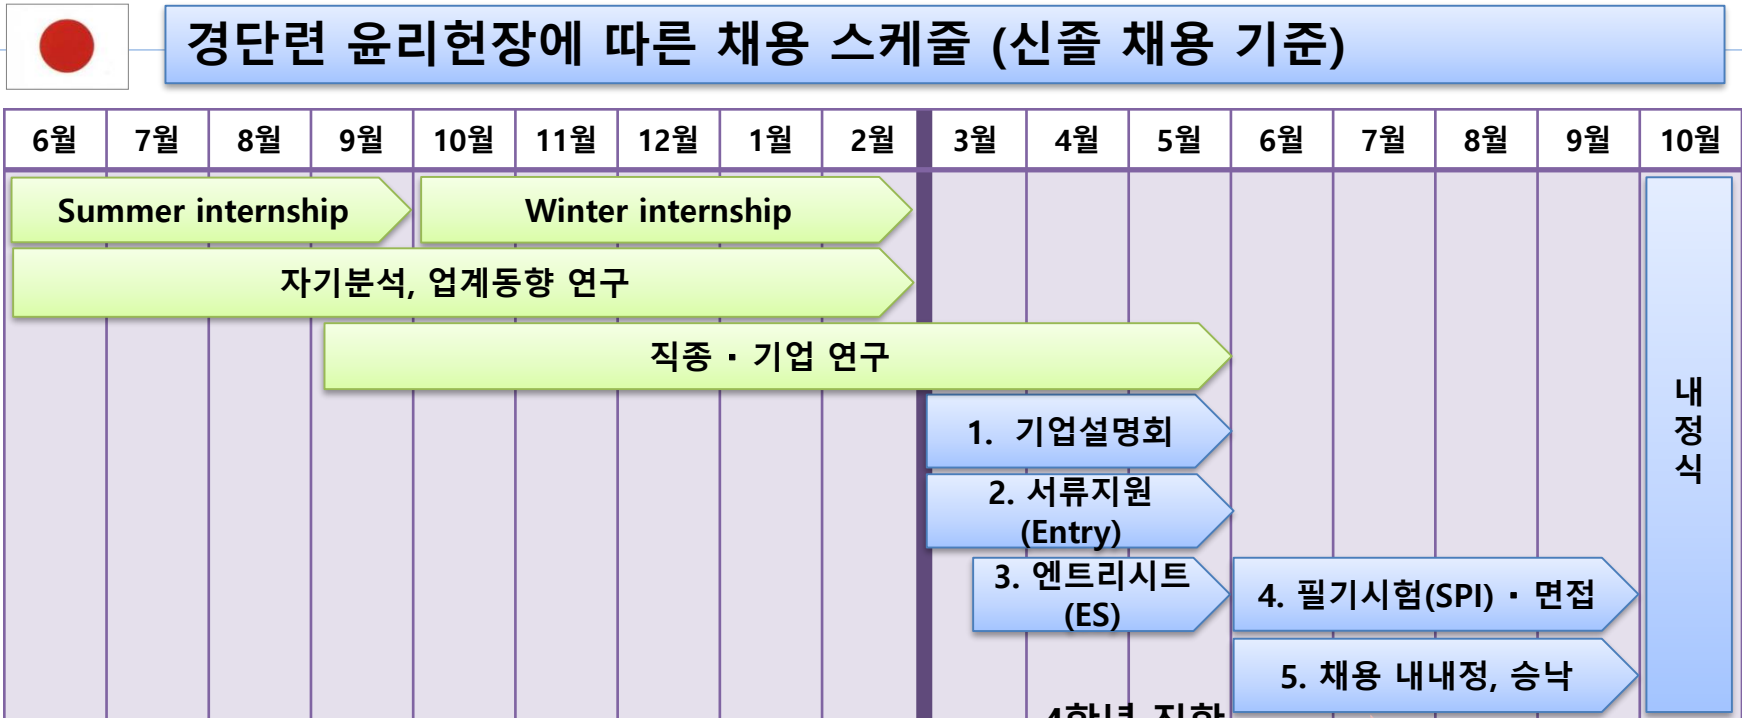 경단련 윤리헌장에 따른 채용 스케줄 (신졸 채용 기준)
6월 7월 8월 9월 10월 11월 12월 1월 2월 3월 4월 5월 6월 7월 8월 9월 10월
Summer internship
Winter internship
자기분석, 업계동향 연구
직종 ▪ 기업 연구
1. 기업설명회
2. 서류지원
(Entry)
3. 엔트리시트
(ES)
4. 필기시험(SPI) ▪ 면접
5. 채용 내내정, 승낙
내
정
식
4학년 진학